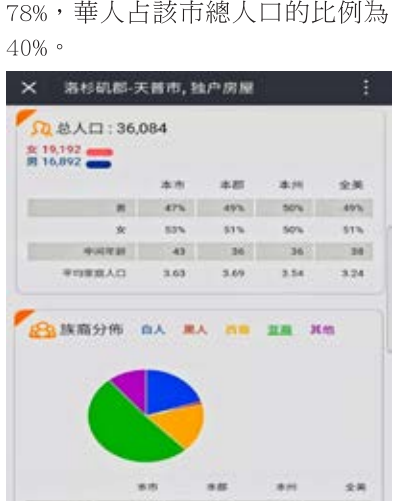 78%，華人占該市總人口的比例為
40%。
✕ 洛杉矶郡-天普市, 独户房屋
总人口 : 36,084
女 19,192
男 16,892
本市 本郡 本州 全美
男 47% 49% 50% 49%
女 53% 51% 50% 51%
中间年龄 43 36 36 38
平均家庭人口 3.63 3.69 3.54 3.24
族裔分佈 白人 黑人 西裔 亚裔 其他
本市 本郡 本州 全美